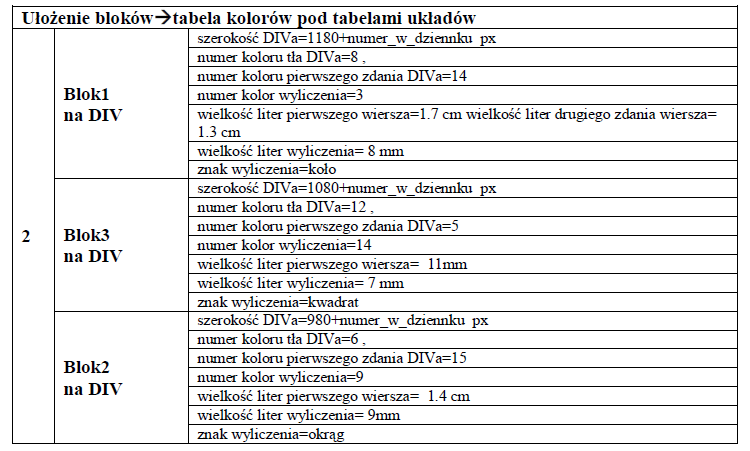 Ułożenie bloków→tabela kolorów pod tabelami układów
2
Blok1
na DIV
szerokość DIVa=1180+numer_w_dziennku px
numer koloru tła DIVa=8 ,
numer koloru pierwszego zdania DIVa=14
numer kolor wyliczenia=3
wielkość liter pierwszego wiersza=1.7 cm wielkość liter drugiego zdania wiersza=
1.3 cm
wielkość liter wyliczenia= 8 mm
znak wyliczenia=koło
Blok3
na DIV
szerokość DIVa=1080+numer_w_dziennku px
numer koloru tła DIVa=12 ,
numer koloru pierwszego zdania DIVa=5
numer kolor wyliczenia=14
wielkość liter pierwszego wiersza= 11mm
wielkość liter wyliczenia= 7 mm
znak wyliczenia=kwadrat
Blok2
na DIV
szerokość DIVa=980+numer_w_dziennku px
numer koloru tła DIVa=6 ,
numer koloru pierwszego zdania DIVa=15
numer kolor wyliczenia=9
wielkość liter pierwszego wiersza= 1.4 cm
wielkość liter wyliczenia= 9mm
znak wyliczenia=okrąg